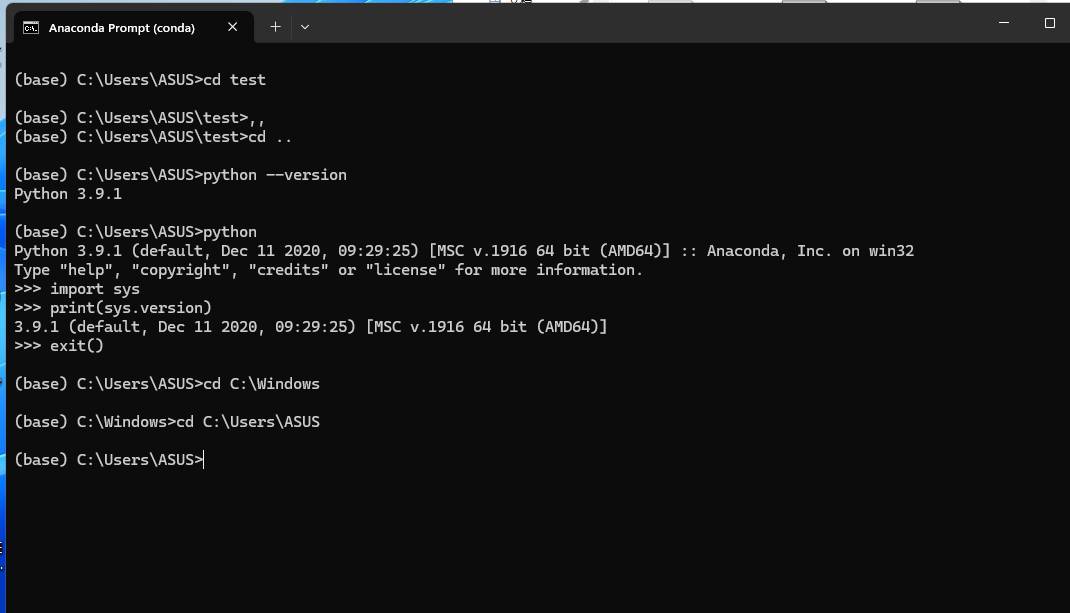 Anaconda Prompt (conda)
(base) C:\Users\ASUS>cd test
(base) C:\Users\ASUS\test>,,
(base) C:\Users\ASUS\test>cd ..
(base) C:\Users\ASUS>python --version
Python 3.9.1
(base) C:\Users\ASUS>python
Python 3.9.1 (default, Dec 11 2020, 09:29:25) [MSC v.1916 64 bit (AMD64)] :: Anaconda, Inc. on win32
Type "help", "copyright", "credits" or "license" for more information.
>>> import sys
>>> print(sys.version)
3.9.1 (default, Dec 11 2020, 09:29:25) [MSC v.1916 64 bit (AMD64)]
>>> exit()
(base) C:\Users\ASUS>cd C:\Windows
(base) C:\Windows>cd C:\Users\ASUS
(base) C:\Users\ASUS>